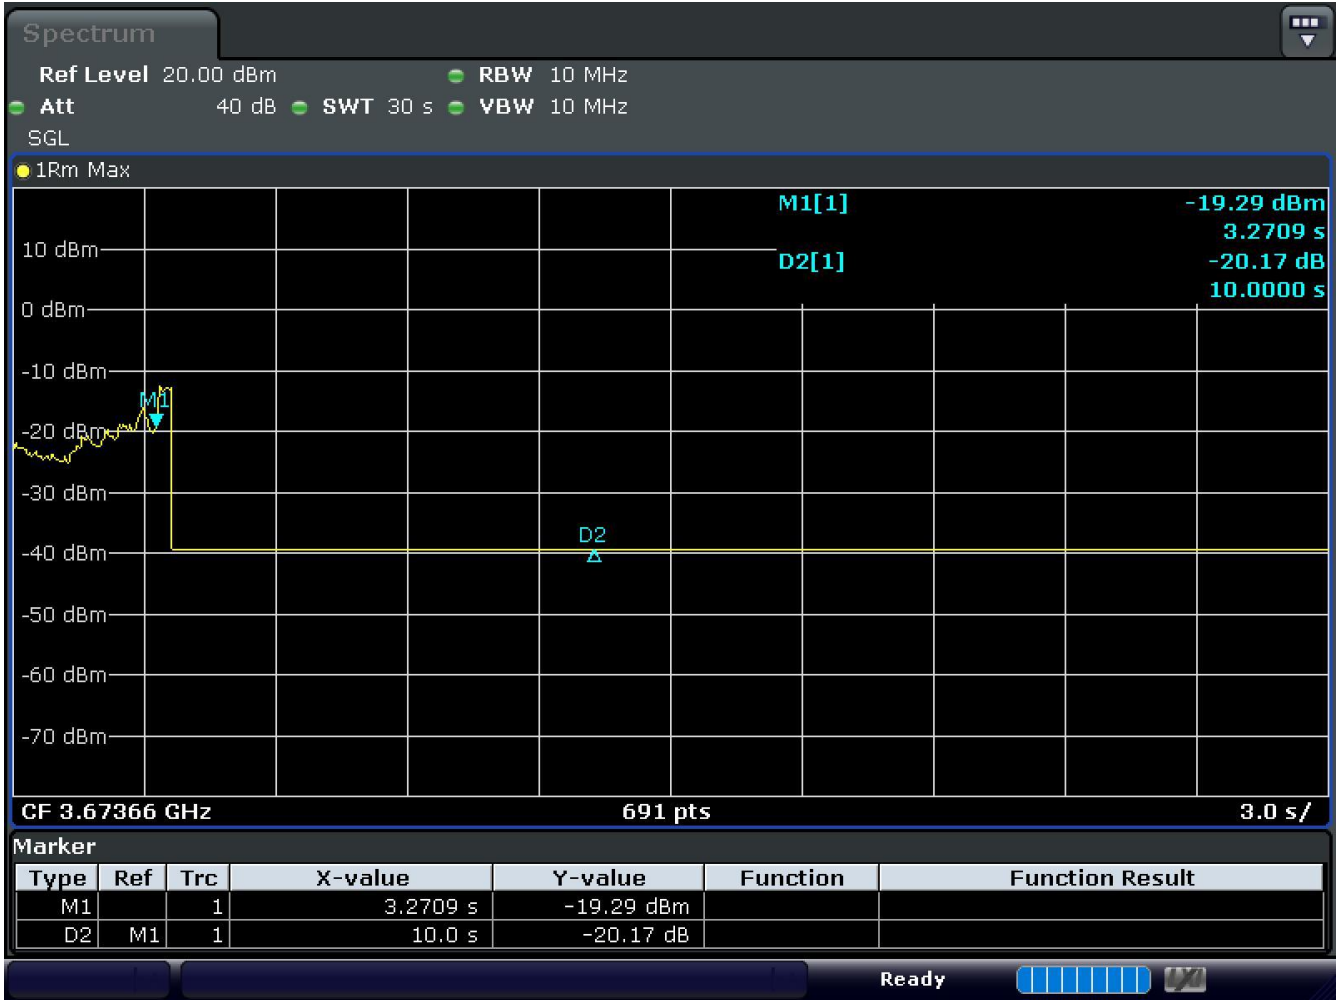 Spectrum
Ref Level 20.00 dBm RBW 10 MHz
Att 40 dB SWT 30 s VBW 10 MHz
SGL
1Rm Max
M1[1] -19.29 dBm
3.2709 s
10 dBm
D2[1] -20.17 dB
10.0000 s
0 dBm
-10 dBm
M1
-20 dBm
-30 dBm
D2
-40 dBm
-50 dBm
-60 dBm
-70 dBm
CF 3.67366 GHz 691 pts 3.0 s/
Marker
Type Ref Trc X-value Y-value Function Function Result
M1 1 3.2709 s -19.29 dBm
D2 M1 1 10.0 s -20.17 dB
Ready LXI